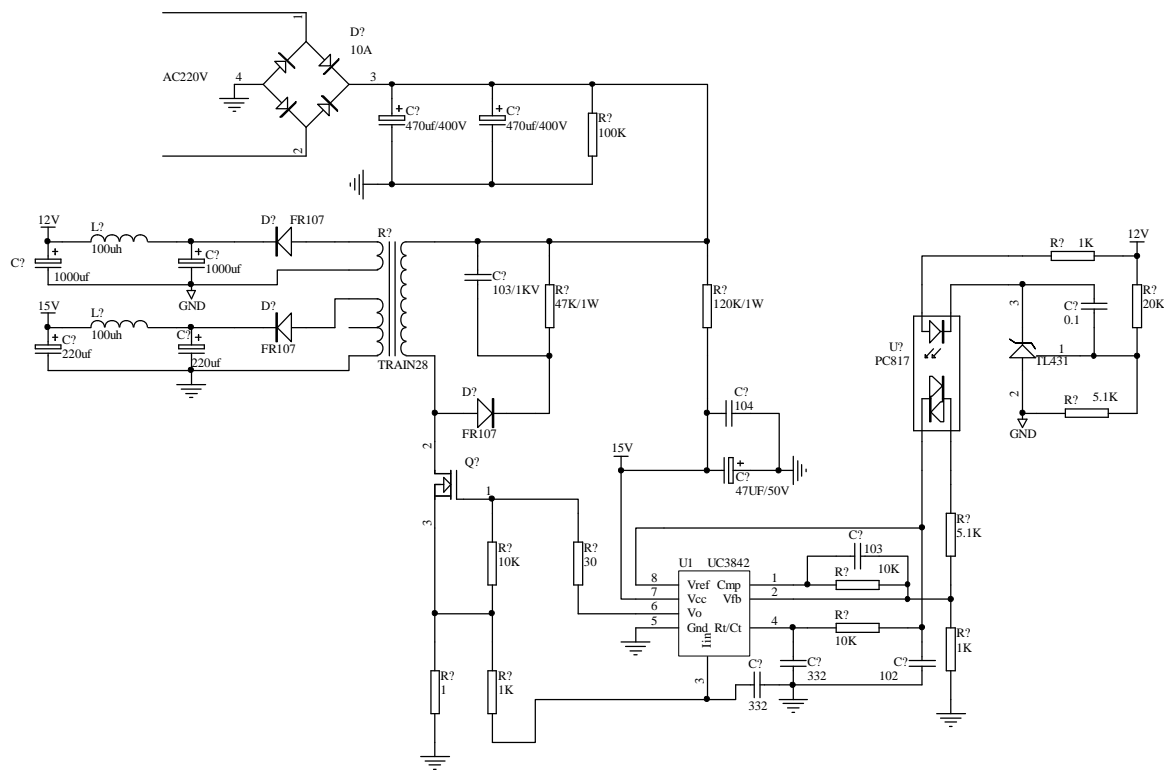 1
D?
10A
AC220V
4
3
2
C?
470uf/400V
C?
470uf/400V
R?
100K
12V
L?
100uh
D?
FR107
R?
C?
1000uf
C?
1000uf
GND
15V
L?
100uh
D?
FR107
C?
220uf
C?
220uf
TRAIN28
C?
103/1KV
R?
47K/1W
R?
120K/1W
D?
FR107
R?
1K
12V
3
C?
0.1
R?
20K
U?
PC817
1
TL431
2
R?
5.1K
GND
C?
104
15V
C?
47UF/50V
2
Q?
1
3
R?
10K
R?
30
R?
5.1K
C?
103
U1
UC3842
R?
10K
8
Vref
Cmp
1
7
Vcc
Vfb
2
6
Vo
5
Gnd
Rt/Ct
4
Iin
3
R?
10K
R?
1K
R?
1
R?
1K
C?
332
C?
332
C?
102